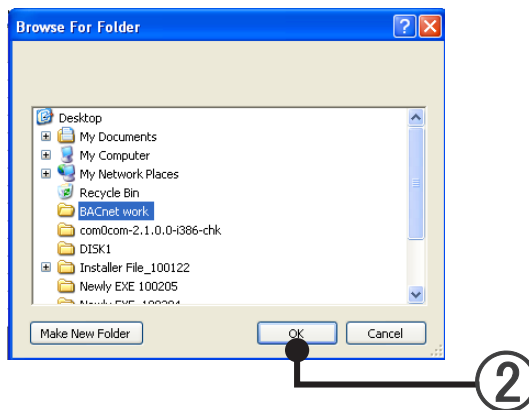 Browse For Folder
Desktop
My Documents
My Computer
My Network Places
Recycle Bin
BACnet work
com0com-2.1.0.0-i386-chk
DISK1
Installer File_100122
Newly EXE 100205
Make New Folder
OK
Cancel
2